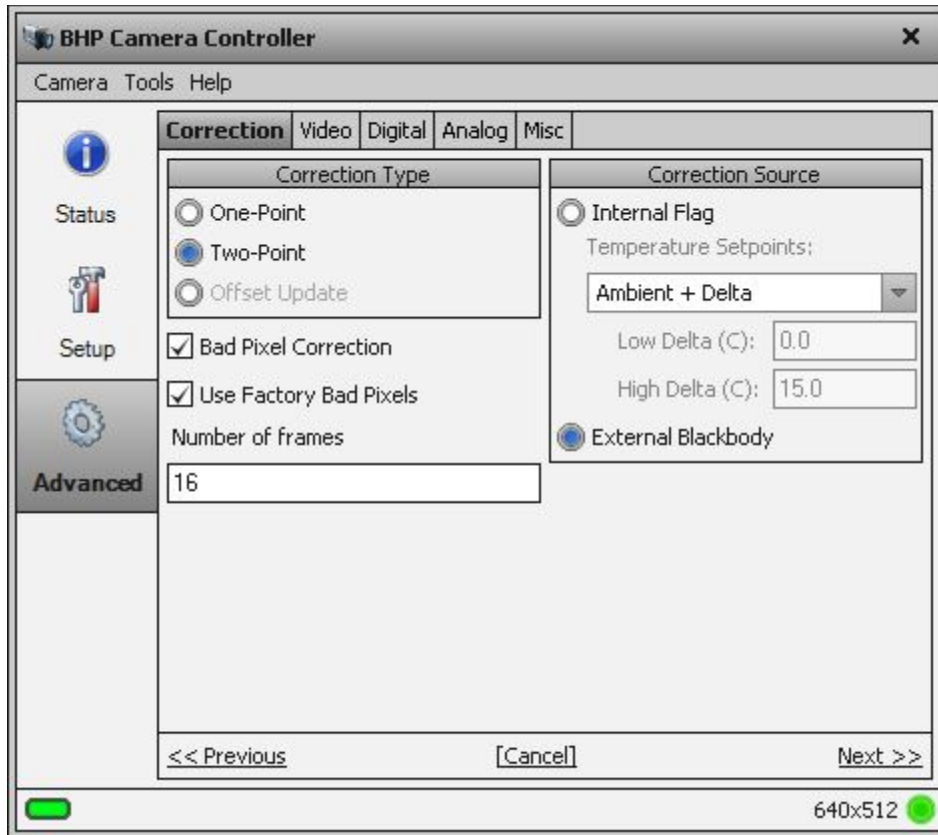 BHP Camera Controller
Camera Tools Help
Status
Setup
Advanced
Correction Video Digital Analog Misc
Correction Type
One-Point
Two-Point
Offset Update
Bad Pixel Correction
Use Factory Bad Pixels
Number of frames
16
Correction Source
Internal Flag
Temperature Setpoints:
Ambient + Delta
Low Delta (C): 0.0
High Delta (C): 15.0
External Blackbody
<< Previous [Cancel] Next >>
640x512